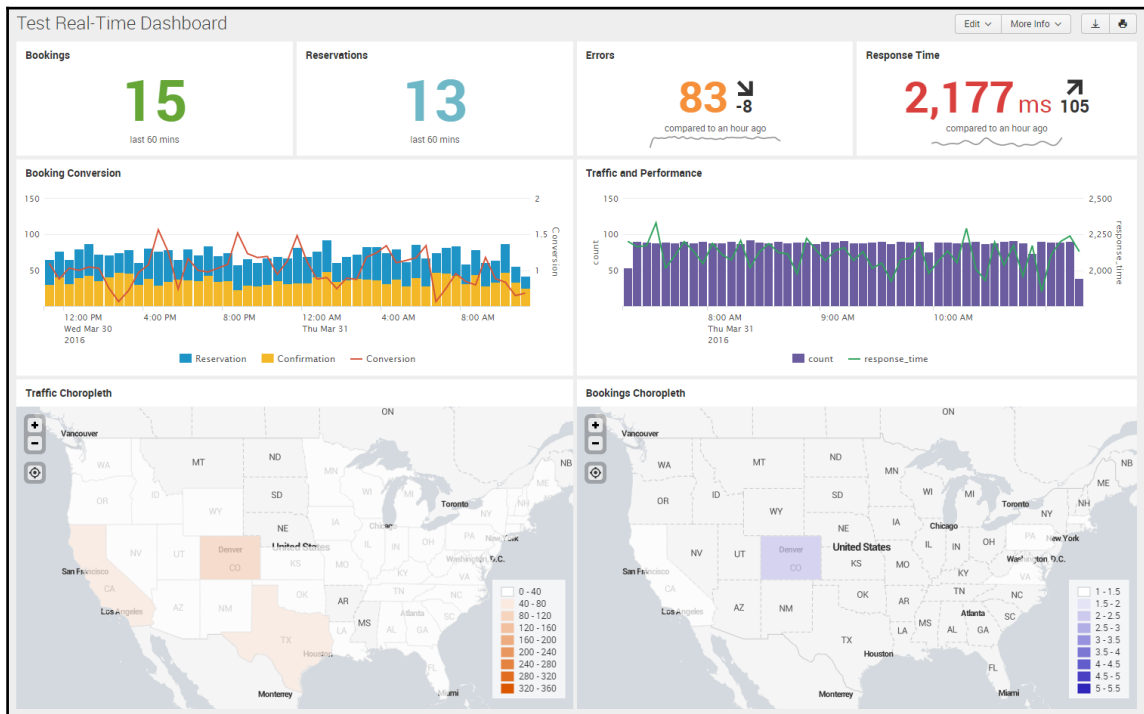 Test Real-Time Dashboard
Edit
More Info
Bookings
15
last 60 mins
Reservations
13
last 60 mins
Errors
83
-8
compared to an hour ago
Response Time
2,177 ms
105
compared to an hour ago
Booking Conversion
150
100
50
2
1.5
1
Conversion
12:00 PM
Wed Mar 30
2016
4:00 PM
8:00 PM
12:00 AM
Thu Mar 31
4:00 AM
8:00 AM
Reservation
Confirmation
Conversion
Traffic and Performance
150
100
50
count
2,500
2,250
2,000
response_time
8:00 AM
Thu Mar 31
2016
9:00 AM
10:00 AM
count
response_time
Traffic Choropleth
+
−
ON
Vancouver
WA
MT
ND
MN
NB
ME
OR
ID
SD
WI
MI
Toronto
NH
WY
NY
NE
IA
Chicago
NV
UT
Denver
CO
United States
IL
IN
OH
PA
New York
KS
MO
Washington, D.C.
San Francisco
CA
KY
VA
Los Angeles
AZ
NM
OK
AR
TN
NC
Atlanta
SC
MS
AL
GA
TX
LA
Houston
FL
Monterrey
Miami
0 - 40
40 - 80
80 - 120
120 - 160
160 - 200
200 - 240
240 - 280
280 - 320
320 - 360
Bookings Choropleth
+
−
ON
Vancouver
WA
MT
ND
MN
NB
ME
OR
ID
SD
WI
MI
Toronto
NH
WY
NY
NE
IA
Chicago
NV
UT
Denver
CO
United States
IL
IN
OH
PA
New York
KS
MO
Washington, D.C.
San Francisco
CA
KY
VA
Los Angeles
AZ
NM
OK
AR
TN
NC
Atlanta
SC
MS
AL
GA
TX
LA
Houston
FL
Monterrey
Miami
1 - 1.5
1.5 - 2
2 - 2.5
2.5 - 3
3 - 3.5
3.5 - 4
4 - 4.5
4.5 - 5
5 - 5.5